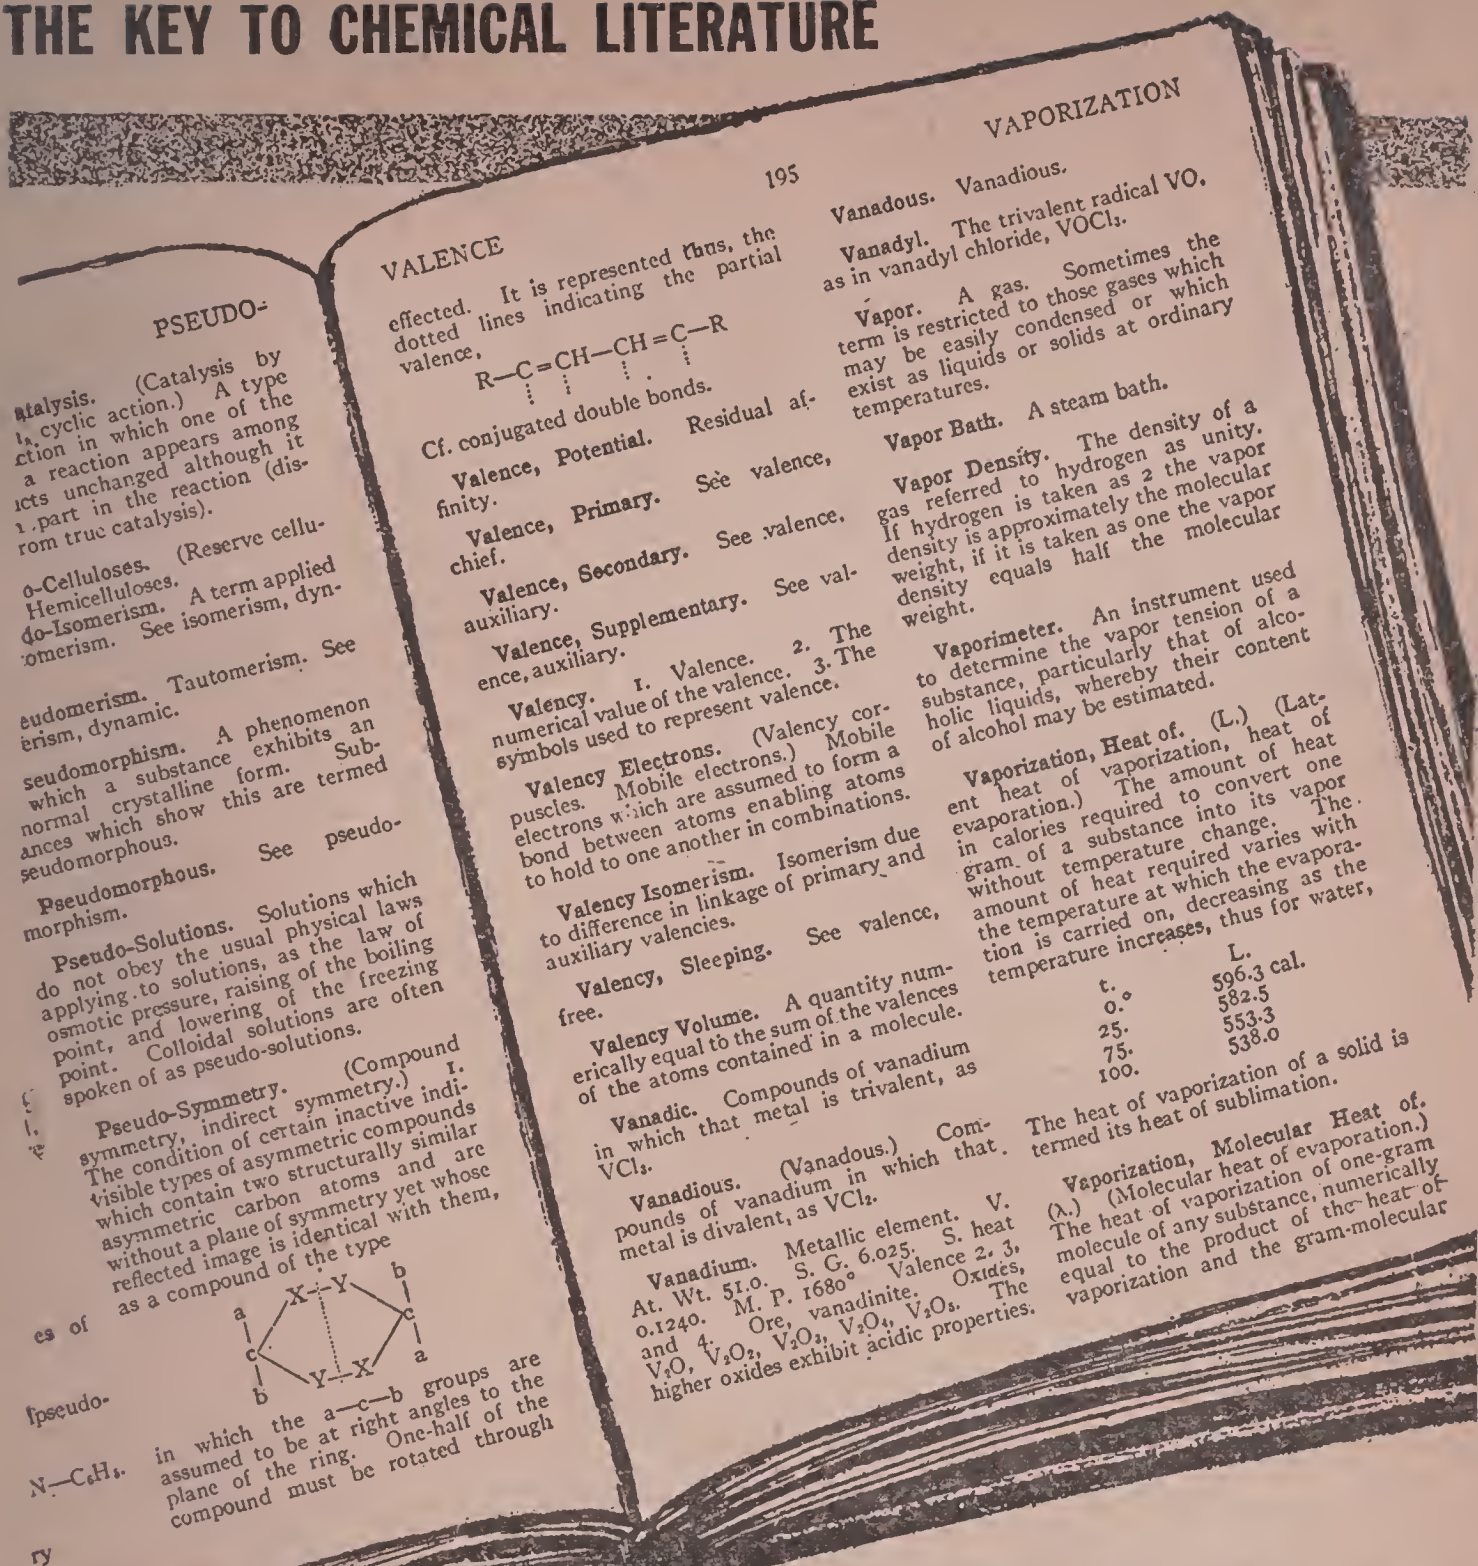 THE KEY TO CHEMICAL LITERATURE
PSEUDO-
(Catalysis by
cyclic action.) A type
in which one of the
a reaction appears among
unchanged although it
part in the reaction (dis-
true catalysis).
o-Celluloses. (Reserve cellu-
Hemicelluloses.
do-Isomerism. A term applied
See isomerism, dyn-
Tautomerism. See
dynamic.
seudomorphism. A phenomenon
which a substance exhibits an
normal crystalline form. Sub-
ances which show this are termed
seudomorphous.
Pseudomorphous. See pseudo-
morphism.
Pseudo-Solutions. Solutions which
do not obey the usual physical laws
applying to solutions, as the law of
osmotic pressure, raising of the boiling
point, and lowering of the freezing
point. Colloidal solutions are often
spoken of as pseudo-solutions.
Pseudo-Symmetry. (Compound
symmetry, indirect symmetry.) 1.
The condition of certain inactive indi-
visible types of asymmetric compounds
which contain two structurally similar
asymmetric carbon atoms and are
without a plane of symmetry yet whose
reflected image is identical with them,
as a compound of the type
a X—Y b
c c
b Y—X a
in which the a—c—b groups are
assumed to be at right angles to the
plane of the ring. One-half of the
compound must be rotated through
es of
pseudo-
N—C₆H₅.
ry
VALENCE
195
VAPORIZATION
effected. It is represented thus, the
dotted lines indicating the partial
valence,
R—C=CH—CH=C—R
Cf. conjugated double bonds.
Valence, Potential. Residual af-
finity.
Valence, Primary. See valence,
chief.
Valence, Secondary. See valence,
auxiliary.
Valence, Supplementary. See val-
ence, auxiliary.
Valency. 1. Valence. 2. The
numerical value of the valence. 3. The
symbols used to represent valence.
Valency Electrons. (Valency cor-
puscles. Mobile electrons.) Mobile
electrons which are assumed to form a
bond between atoms enabling atoms
to hold to one another in combinations.
Valency Isomerism. Isomerism due
to difference in linkage of primary and
auxiliary valencies.
Valency, Sleeping. See valence,
free.
Valency Volume. A quantity num-
erically equal to the sum of the valences
of the atoms contained in a molecule.
Vanadic. Compounds of vanadium
in which that metal is trivalent, as
VCl₃.
Vanadious. (Vanadous.) Com-
pounds of vanadium in which that
metal is divalent, as VCl₂.
Vanadium. Metallic element. V.
At. Wt. 51.0. S. G. 6.025. S. heat
0.1240. M. P. 1680° Valence 2, 3,
and 4. Ore, vanadinite. Oxides,
V₂O, V₂O₂, V₂O₃, V₂O₄, V₂O₅. The
higher oxides exhibit acidic properties.
Vanadous. Vanadious.
Vanadyl. The trivalent radical VO,
as in vanadyl chloride, VOCl₃.
Vapor. A gas. Sometimes the
term is restricted to those gases which
may be easily condensed or which
exist as liquids or solids at ordinary
temperatures.
Vapor Bath. A steam bath.
Vapor Density. The density of a
gas referred to hydrogen as unity.
If hydrogen is taken as 2 the vapor
density is approximately the molecular
weight, if it is taken as one the vapor
density equals half the molecular
weight.
Vaporimeter. An instrument used
to determine the vapor tension of a
substance, particularly that of alco-
holic liquids, whereby their content
of alcohol may be estimated.
Vaporization, Heat of. (L.) (Lat-
ent heat of vaporization, heat of
evaporation.) The amount of heat
in calories required to convert one
gram of a substance into its vapor
without temperature change. The
amount of heat required varies with
the temperature at which the evapora-
tion is carried on, decreasing as the
temperature increases, thus for water,
t. L.
0.° 596.3 cal.
25. 582.5
75. 553.3
100. 538.0
The heat of vaporization of a solid is
termed its heat of sublimation.
Vaporization, Molecular Heat of.
(λ.) (Molecular heat of evaporation.)
The heat of vaporization of one-gram
molecule of any substance, numerically
equal to the product of the heat of
vaporization and the gram-molecular